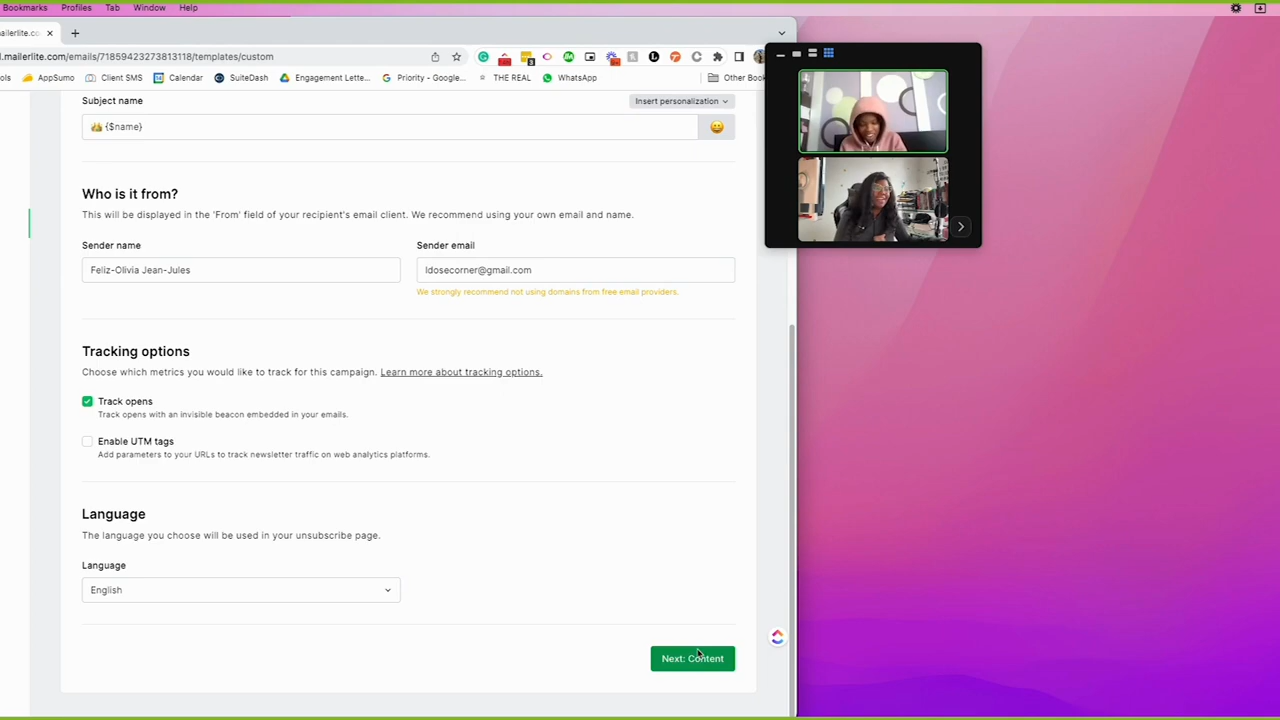 Bookmarks Profiles Tab Window Help
mailerlite.co
l.mailerlite.com/emails/71859423273813118/templates/custom
ols AppSumo Client SMS Calendar SuiteDash Engagement Lette... Priority - Google... THE REAL WhatsApp Other Book
Subject name
Insert personalization
👑 {$name}
Who is it from?
This will be displayed in the 'From' field of your recipient's email client. We recommend using your own email and name.
Sender name
Sender email
Feliz-Olivia Jean-Jules
ldosecorner@gmail.com
We strongly recommend not using domains from free email providers.
Tracking options
Choose which metrics you would like to track for this campaign. Learn more about tracking options.
Track opens
Track opens with an invisible beacon embedded in your emails.
Enable UTM tags
Add parameters to your URLs to track newsletter traffic on web analytics platforms.
Language
The language you choose will be used in your unsubscribe page.
Language
English
Next: Content